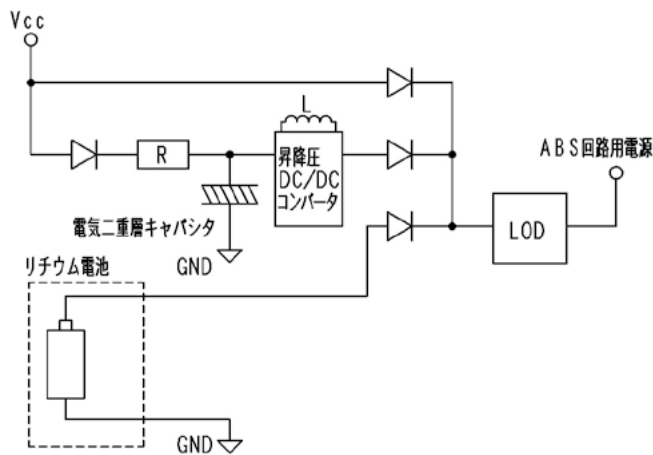 Vcc
L
R
昇降圧
DC/DC
コンバータ
ABS回路用電源
LOD
電気二重層キャパシタ
GND
リチウム電池
GND